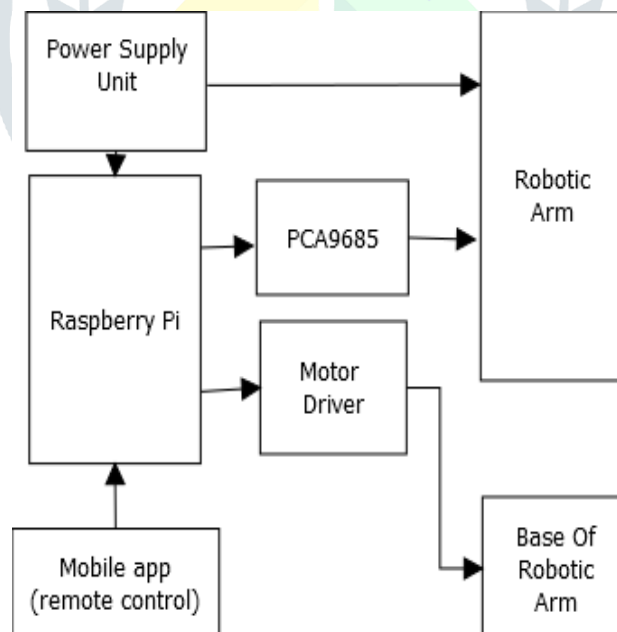 Power Supply
Unit
Robotic
Arm
PCA9685
Raspberry Pi
Motor
Driver
Mobile app
(remote control)
Base Of
Robotic
Arm